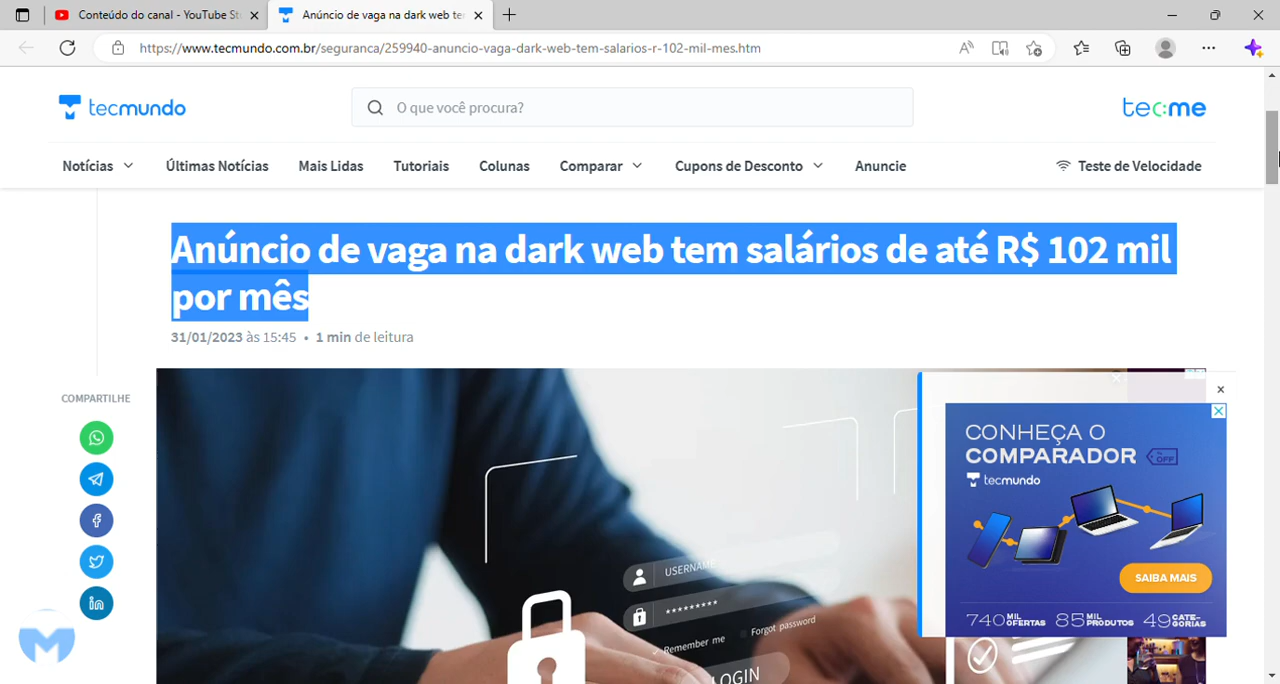 Conteúdo do canal - YouTube St
Anúncio de vaga na dark web te
https://www.tecmundo.com.br/seguranca/259940-anuncio-vaga-dark-web-tem-salarios-r-102-mil-mes.htm
tecmundo
O que você procura?
tec:me
Notícias
Últimas Notícias
Mais Lidas
Tutoriais
Colunas
Comparar
Cupons de Desconto
Anuncie
Teste de Velocidade
Anúncio de vaga na dark web tem salários de até R$ 102 mil
por mês
31/01/2023 às 15:45 • 1 min de leitura
COMPARTILHE
USERNAME
*********
Remember me
Forgot password
LOGIN
CONHEÇA O
COMPARADOR
OFF
tecmundo
SAIBA MAIS
740 MIL OFERTAS
85 MIL PRODUTOS
49 CATE-GORIAS